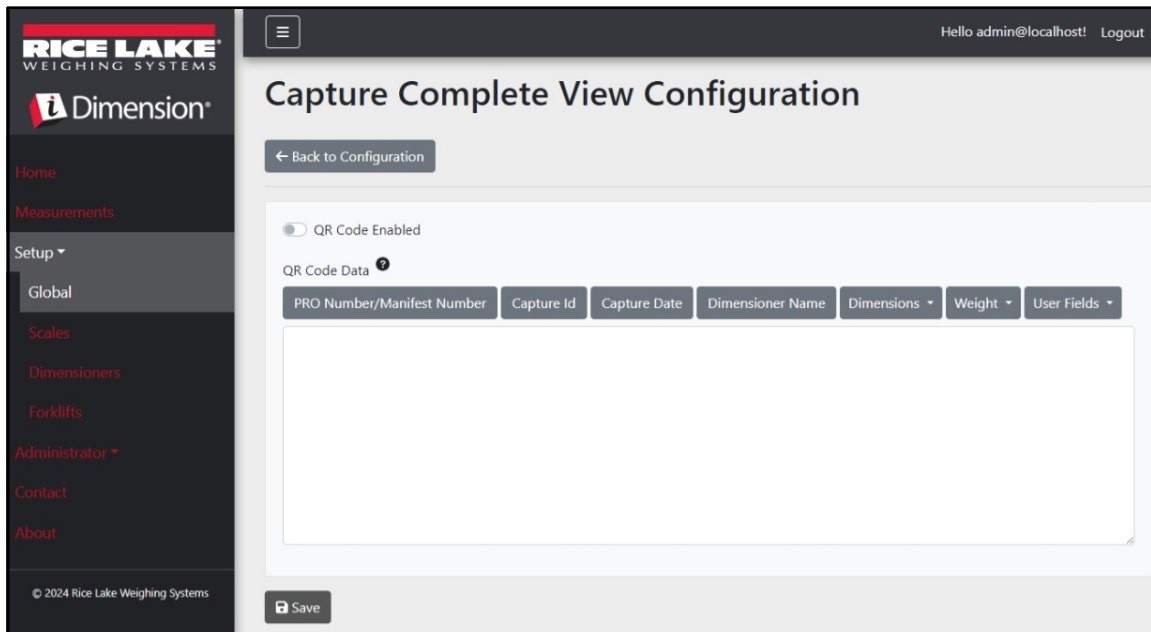 RICE LAKE
WEIGHING SYSTEMS
iDimension
Home
Measurements
Setup
Global
Scales
Dimensioners
Forklifts
Administrator
Contact
About
© 2024 Rice Lake Weighing Systems
Hello admin@localhost! Logout
Capture Complete View Configuration
← Back to Configuration
QR Code Enabled
QR Code Data ?
PRO Number/Manifest Number Capture Id Capture Date Dimensioner Name Dimensions Weight User Fields
Save